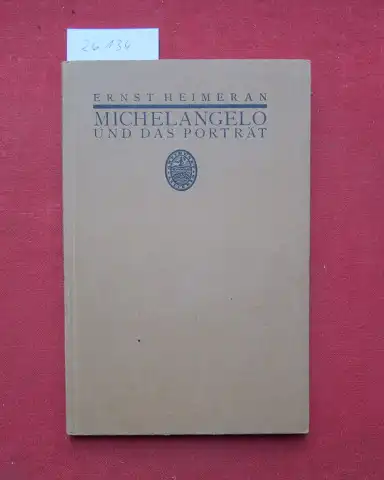 26 134
ERNST HEIMERAN
MICHELANGELO
UND DAS PORTRÄT